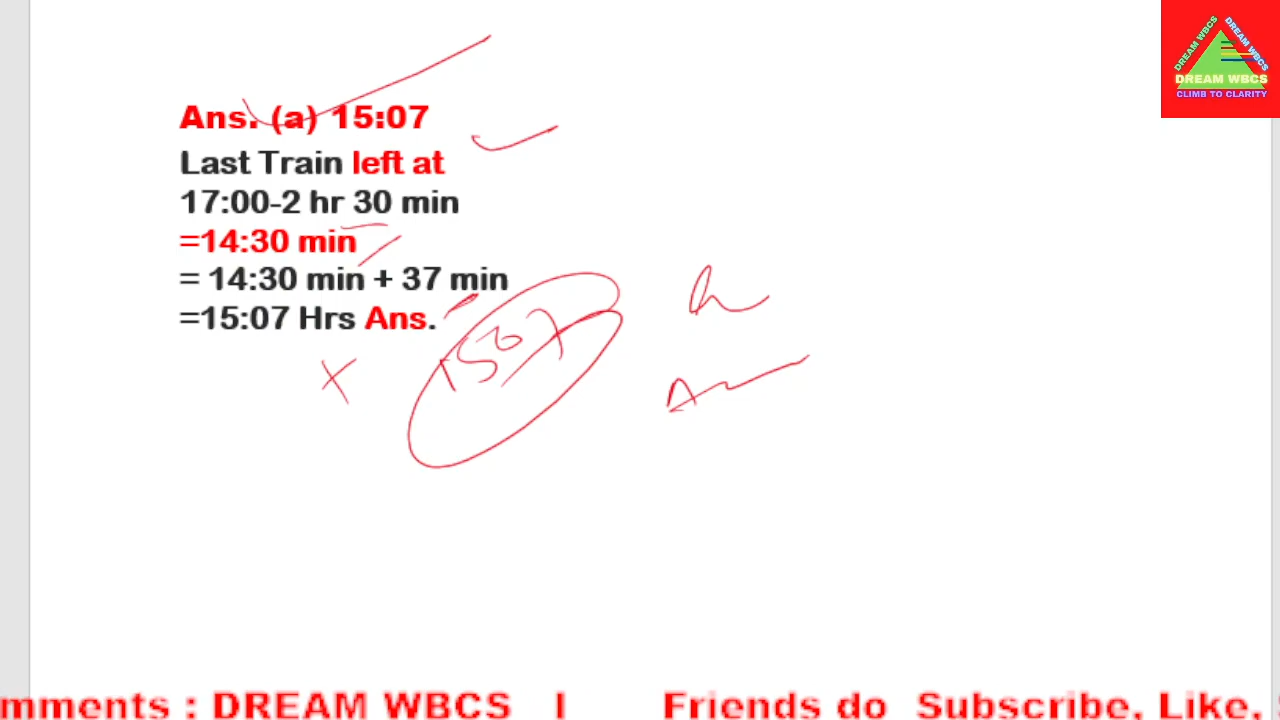 DREAM WBCS
DREAM WBCS
DREAM WBCS
CLIMB TO CLARITY
Ans. (a) 15:07
Last Train left at
17:00-2 hr 30 min
=14:30 min
= 14:30 min + 37 min
=15:07 Hrs Ans.
1507
mments : DREAM WBCS I Friends do Subscribe, Like,